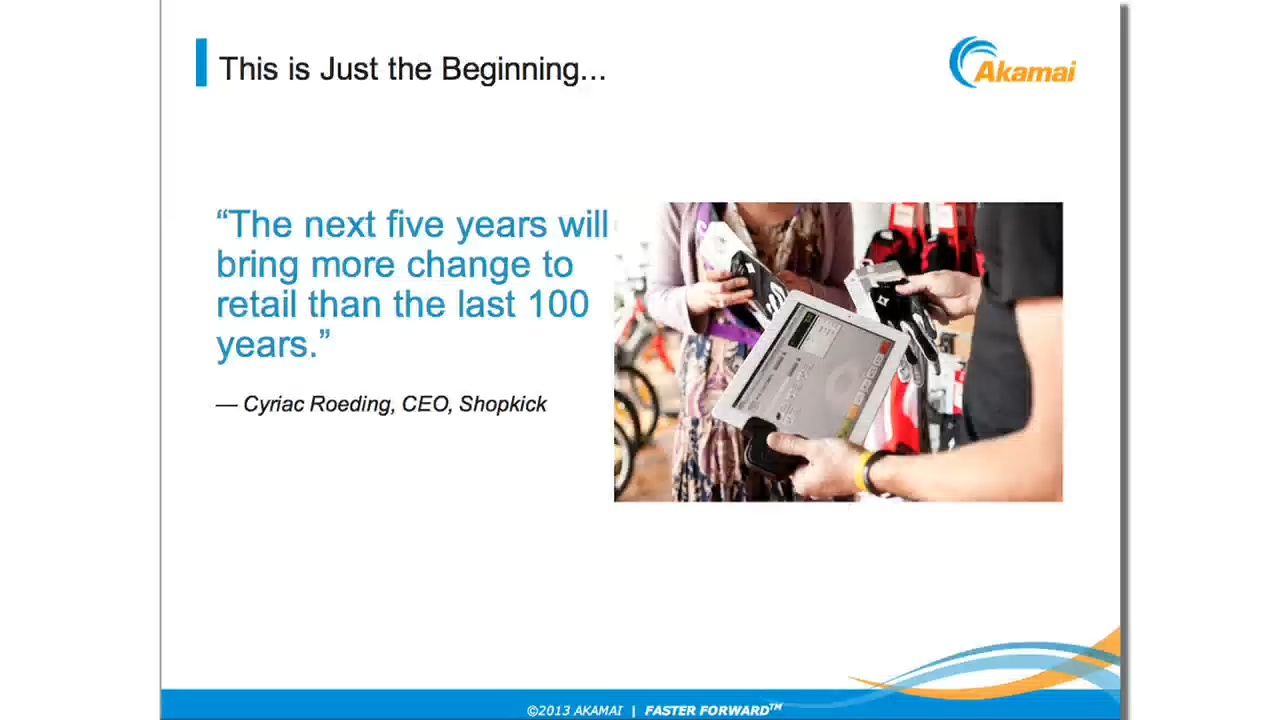 This is Just the Beginning...
Akamai
“The next five years will
bring more change to
retail than the last 100
years.”
— Cyriac Roeding, CEO, Shopkick
©2013 AKAMAI | FASTER FORWARD™